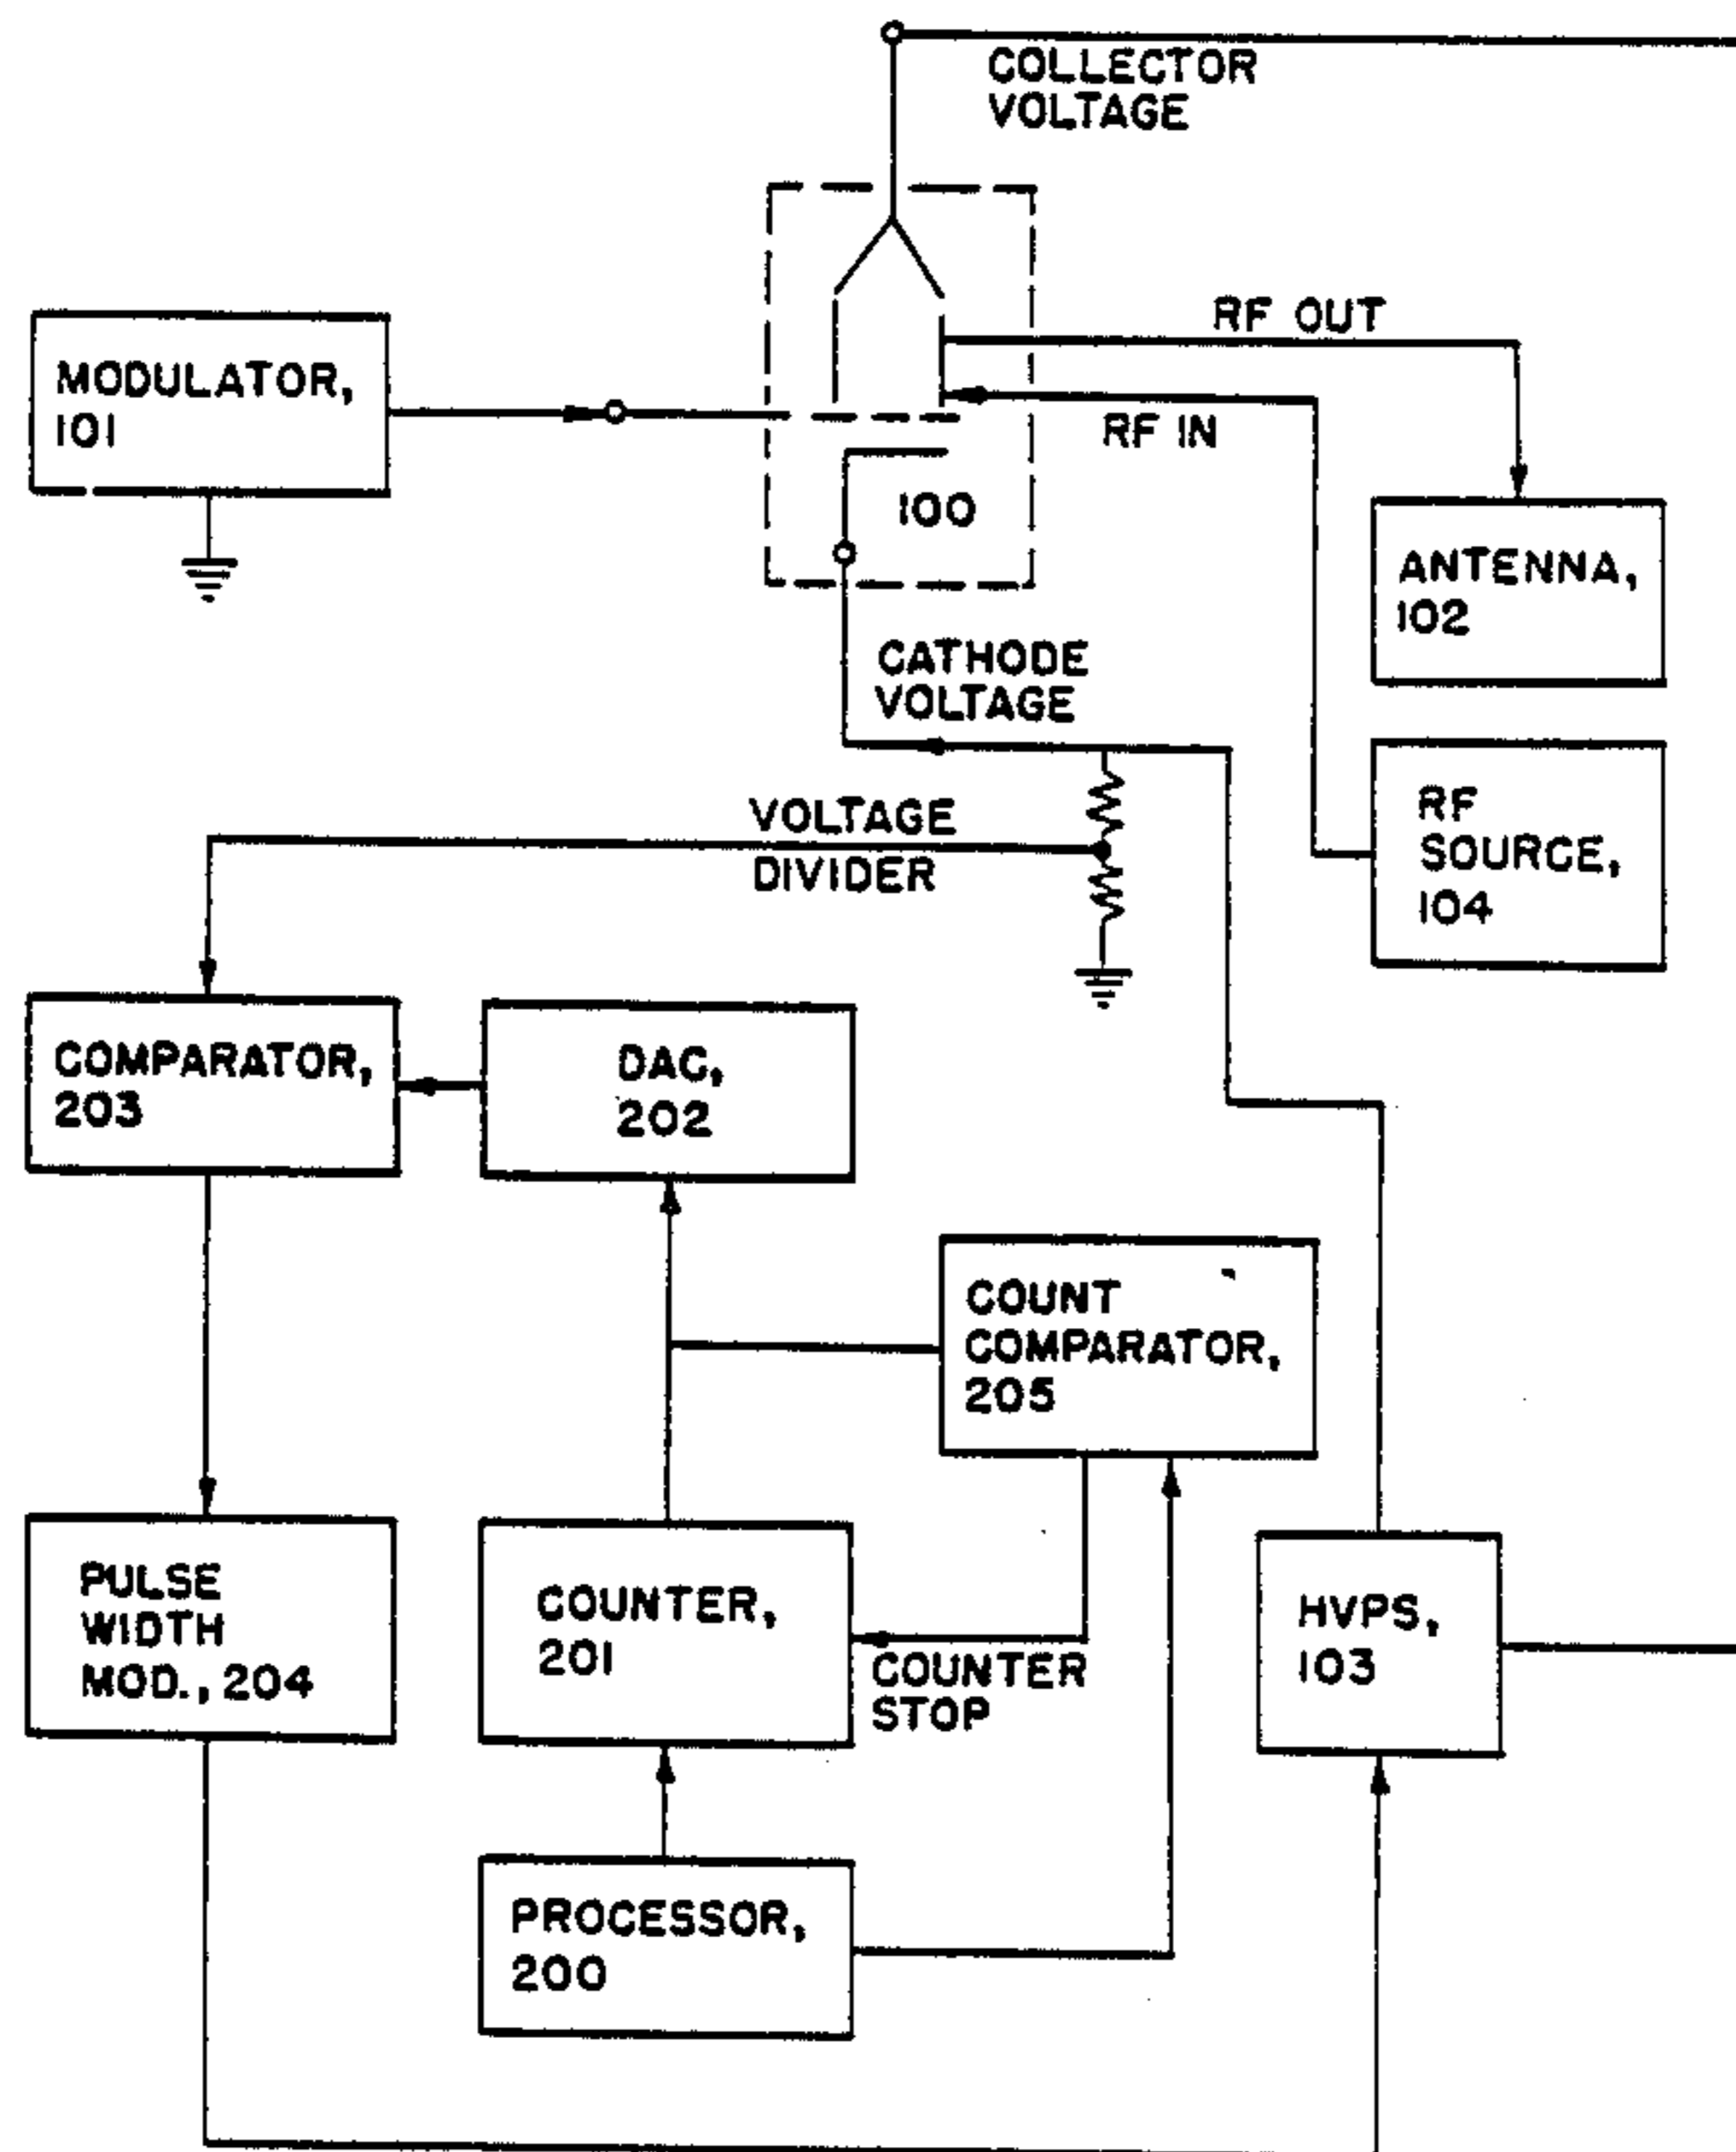 COLLECTOR
VOLTAGE
RF OUT
MODULATOR,
101
RF IN
100
ANTENNA,
102
CATHODE
VOLTAGE
VOLTAGE
DIVIDER
RF
SOURCE,
104
COMPARATOR,
203
DAC,
202
COUNT
COMPARATOR,
205
PULSE
WIDTH
MOD., 204
COUNTER,
201
COUNTER
STOP
HVPS,
103
PROCESSOR,
200